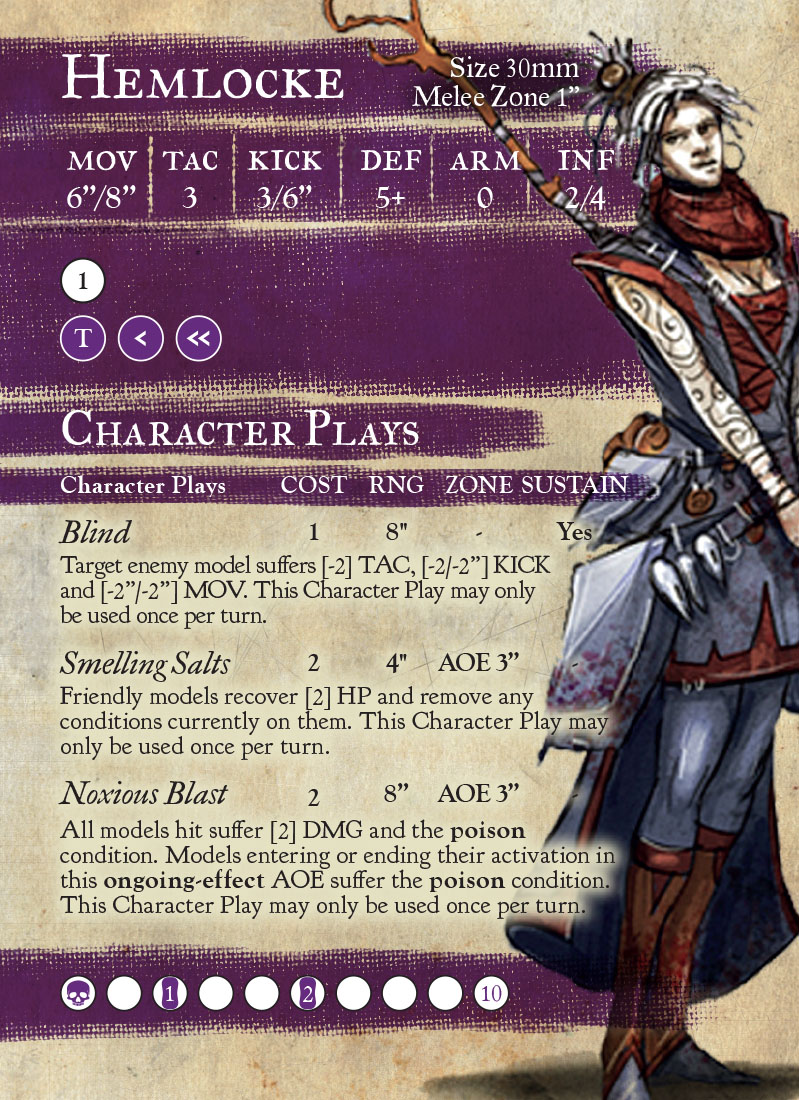 Hemlocke
Size 30mm
Melee Zone 1”
MOV TAC KICK DEF ARM INF
6”/8” 3 3/6” 5+ 0 2/4
1
T < <<
Character Plays
Character Plays COST RNG ZONE SUSTAIN
Blind 1 8" - Yes
Target enemy model suffers [-2] TAC, [-2/-2”] KICK
and [-2”/-2”] MOV. This Character Play may only
be used once per turn.
Smelling Salts 2 4" AOE 3” -
Friendly models recover [2] HP and remove any
conditions currently on them. This Character Play may
only be used once per turn.
Noxious Blast 2 8” AOE 3” -
All models hit suffer [2] DMG and the poison
condition. Models entering or ending their activation in
this ongoing-effect AOE suffer the poison condition.
This Character Play may only be used once per turn.
1 2 10